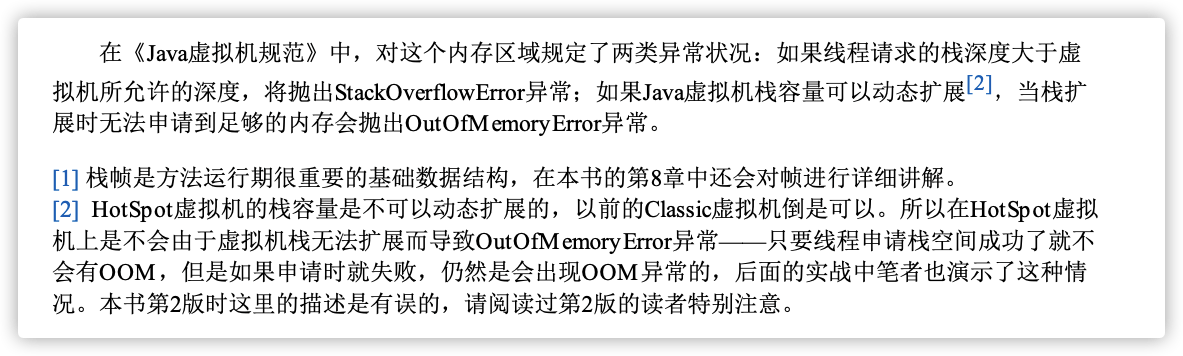 在《Java虚拟机规范》中，对这个内存区域规定了两类异常状况：如果线程请求的栈深度大于虚
拟机所允许的深度，将抛出StackOverflowError异常；如果Java虚拟机栈容量可以动态扩展[2]，当栈扩
展时无法申请到足够的内存会抛出OutOfMemoryError异常。
[1] 栈帧是方法运行期很重要的基础数据结构，在本书的第8章中还会对帧进行详细讲解。
[2] HotSpot虚拟机的栈容量是不可以动态扩展的，以前的Classic虚拟机倒是可以。所以在HotSpot虚拟
机上是不会由于虚拟机栈无法扩展而导致OutOfMemoryError异常——只要线程申请栈空间成功了就不
会有OOM，但是如果申请时就失败，仍然是会出现OOM异常的，后面的实战中笔者也演示了这种情
况。本书第2版时这里的描述是有误的，请阅读过第2版的读者特别注意。